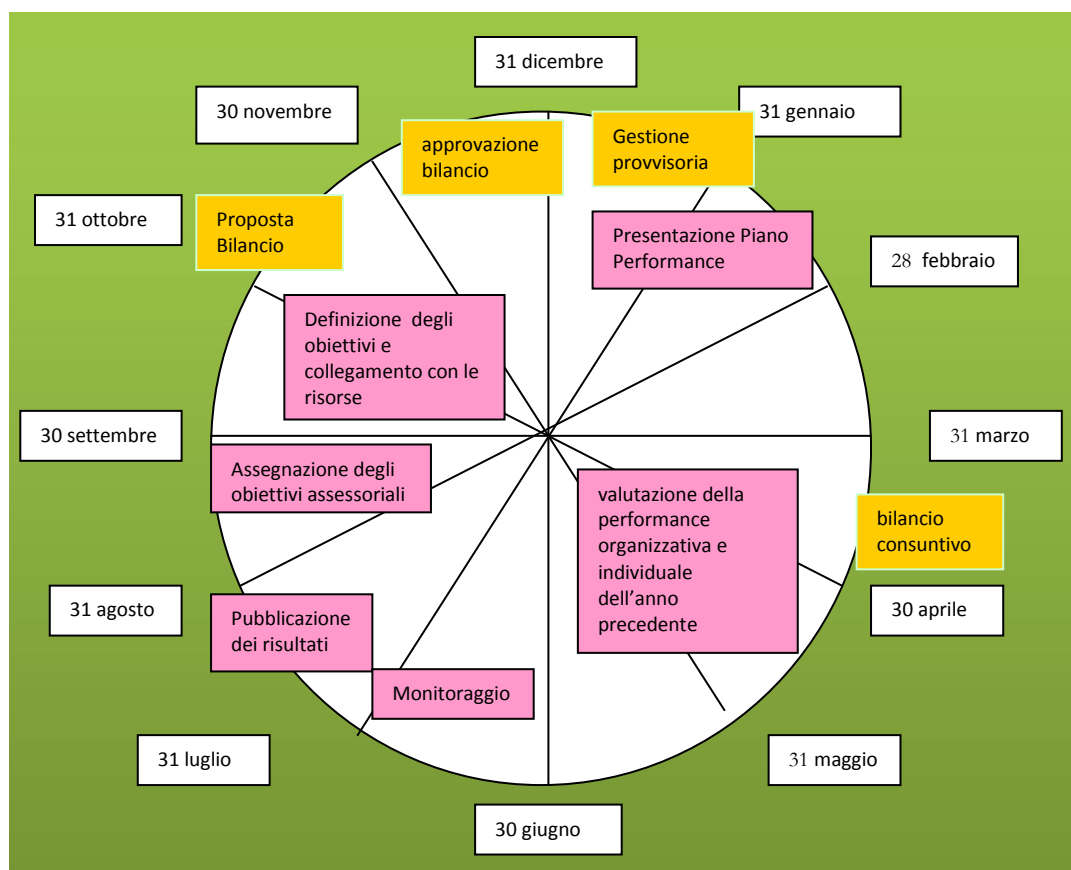 31 dicembre
30 novembre
31 gennaio
approvazione
bilancio
Gestione
provvisoria
31 ottobre
Proposta
Bilancio
Presentazione Piano
Performance
28 febbraio
Definizione degli
obiettivi e
collegamento con le
risorse
30 settembre
31 marzo
Assegnazione degli
obiettivi assessoriali
valutazione della
performance
organizzativa e
individuale
dell'anno
precedente
bilancio
consuntivo
31 agosto
30 aprile
Pubblicazione
dei risultati
Monitoraggio
31 luglio
31 maggio
30 giugno